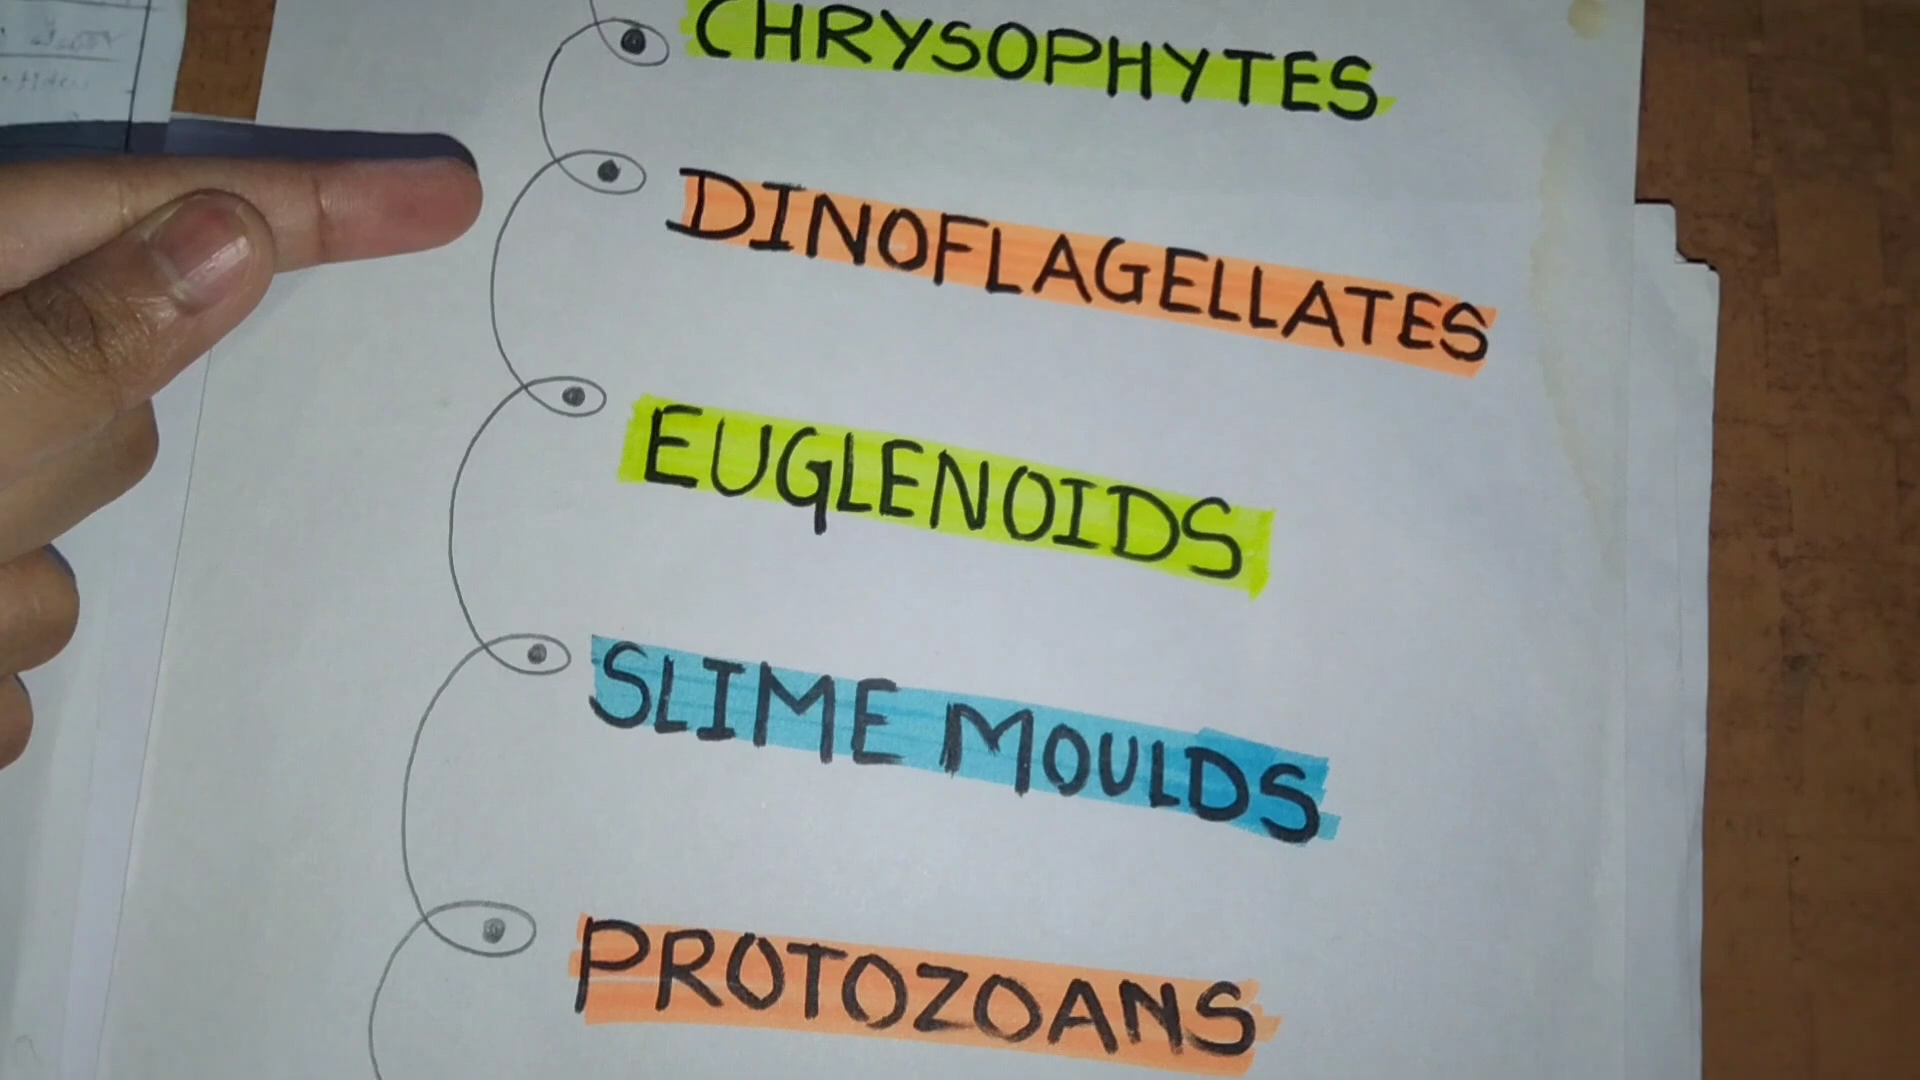 CHRYSOPHYTES
DINOFLAGELLATES
EUGLENOIDS
SLIME MOULDS
PROTOZOANS